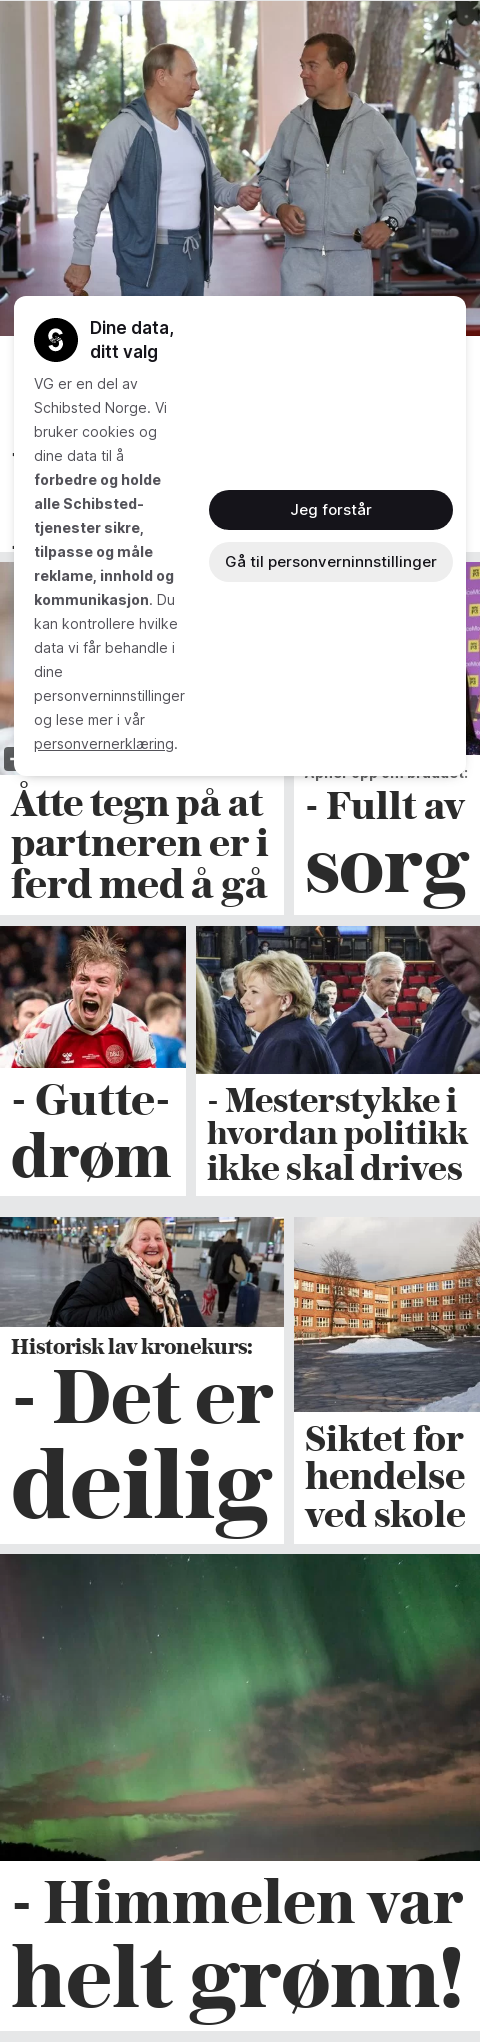 Dine data,
ditt valg
VG er en del av
Schibsted Norge. Vi
bruker cookies og
dine data til å
forbedre og holde
alle Schibsted-
tjenester sikre,
tilpasse og måle
reklame, innhold og
kommunikasjon. Du
kan kontrollere hvilke
data vi får behandle i
dine
personverninnstillinger
og lese mer i vår
personvernerklæring.
Jeg forstår
Gå til personverninnstillinger
Åtte tegn på at
partneren er i
ferd med å gå
- Fullt av
sorg
- Gutte-
drøm
- Mesterstykke i
hvordan politikk
ikke skal drives
Historisk lav kronekurs:
- Det er
deilig
Siktet for
hendelse
ved skole
- Himmelen var
helt grønn!